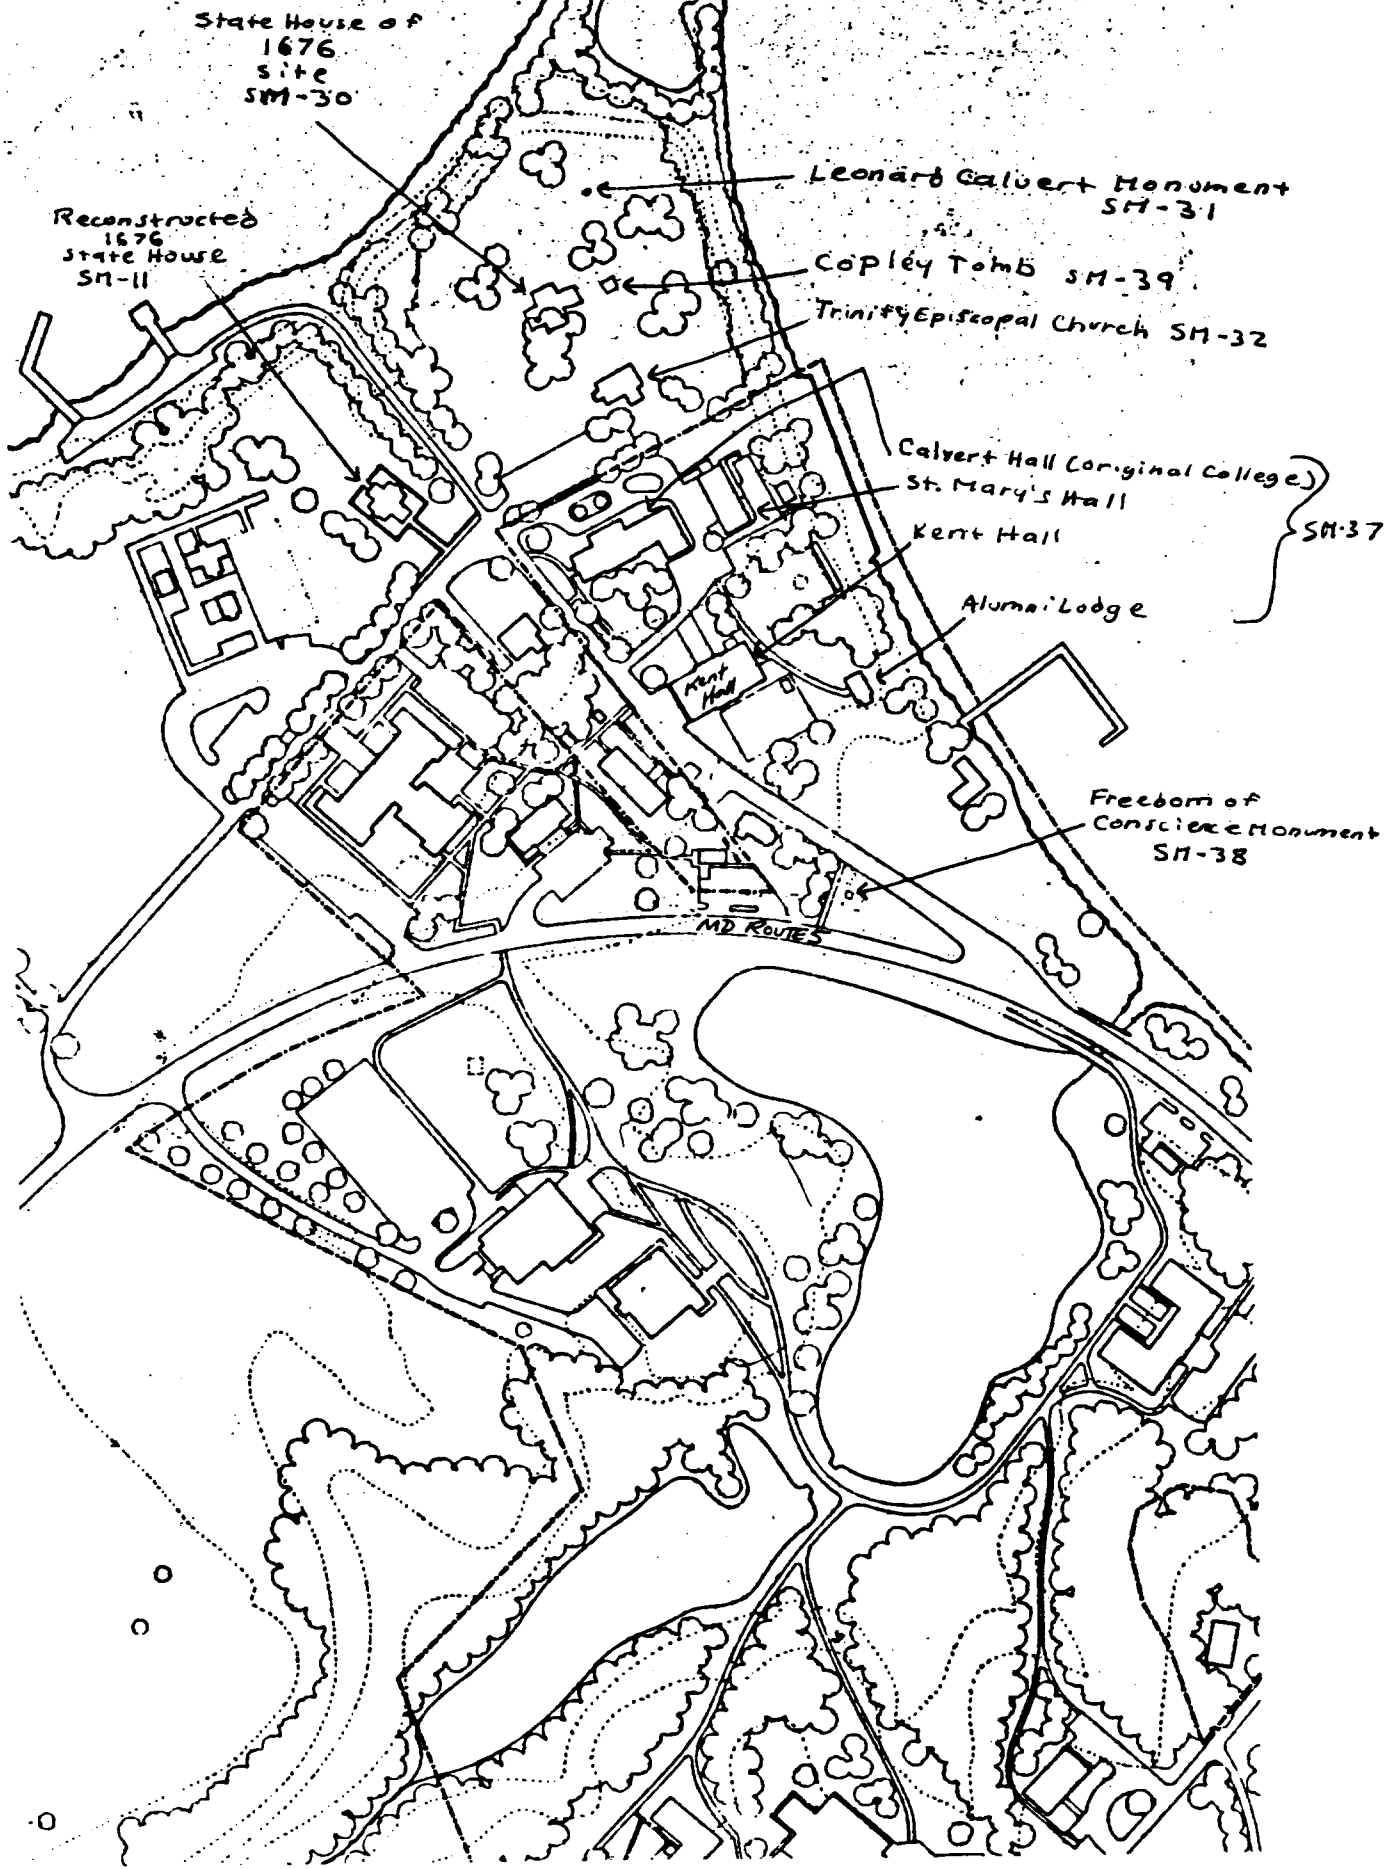 State House of
1676
site
SM-30
Leonard Calvert Monument
SM-31
Reconstructed
1676
State House
SM-11
Copley Tomb SM-39
Trinity Episcopal Church SM-32
Calvert Hall (original College)
St. Mary's Hall
Kent Hall
SM-37
Alumni Lodge
Kent
Hall
Freedom of
Conscience Monument
SM-38
MD ROUTE 5